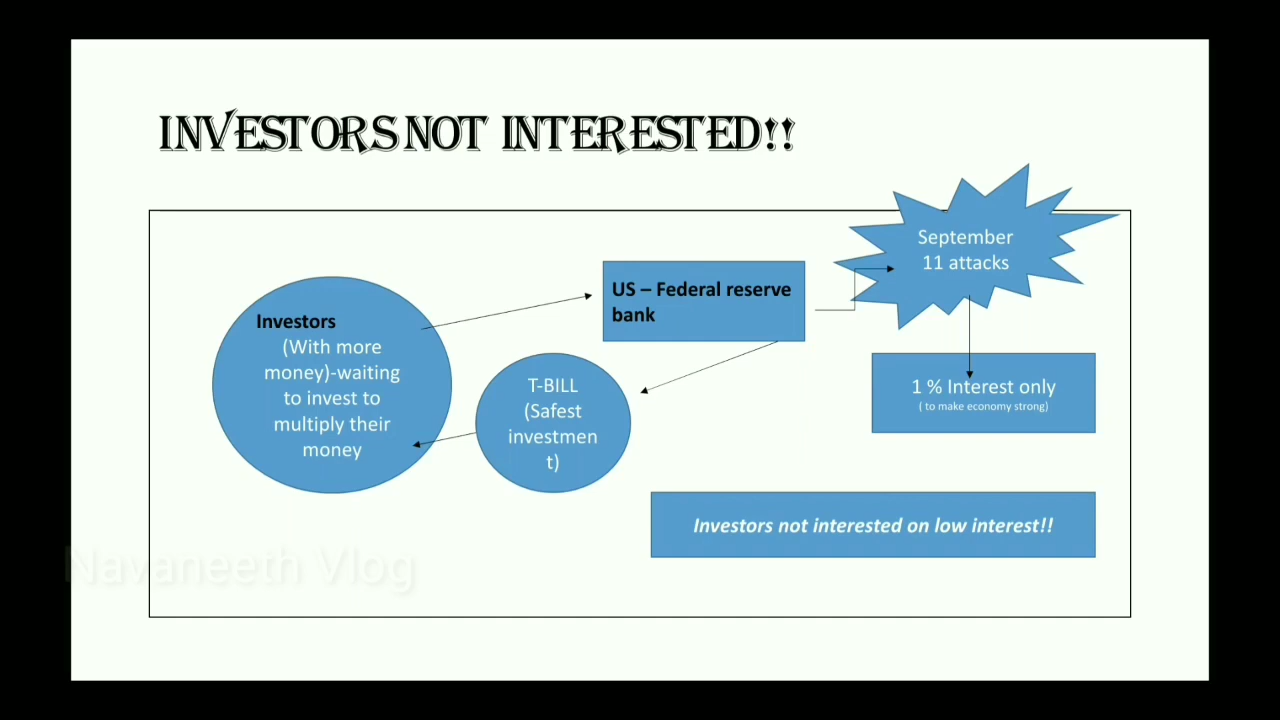 INVESTORS NOT INTERESTED!!
September
11 attacks
US – Federal reserve
bank
Investors
(With more
money)-waiting
to invest to
multiply their
money
T-BILL
(Safest
investmen
t)
1 % Interest only
( to make economy strong)
Investors not interested on low interest!!
Navaneeth Vlog